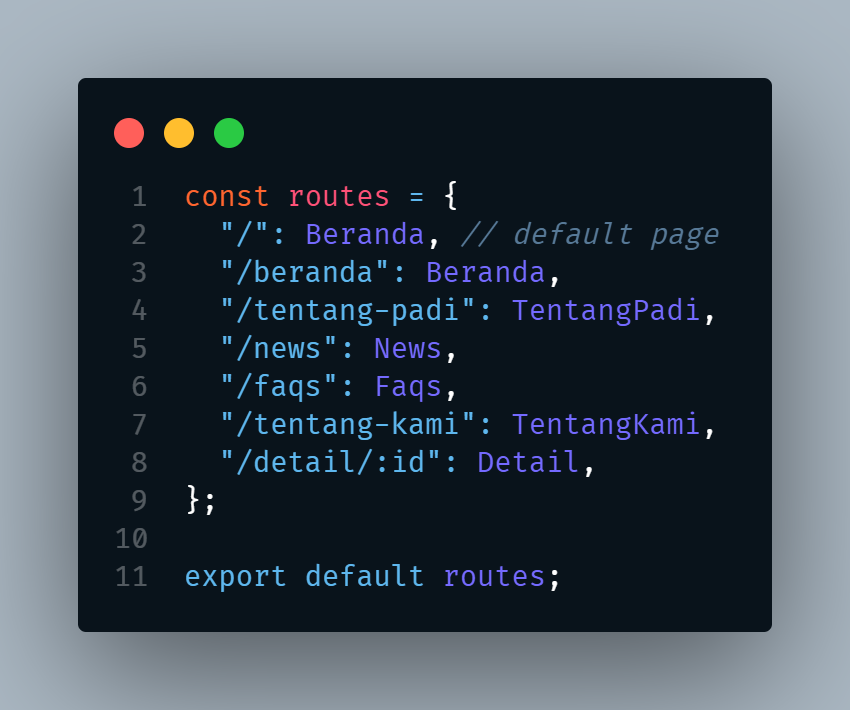 1 const routes = {
2 "/": Beranda, // default page
3 "/beranda": Beranda,
4 "/tentang-padi": TentangPadi,
5 "/news": News,
6 "/faqs": Faqs,
7 "/tentang-kami": TentangKami,
8 "/detail/:id": Detail,
9 };
10
11 export default routes;